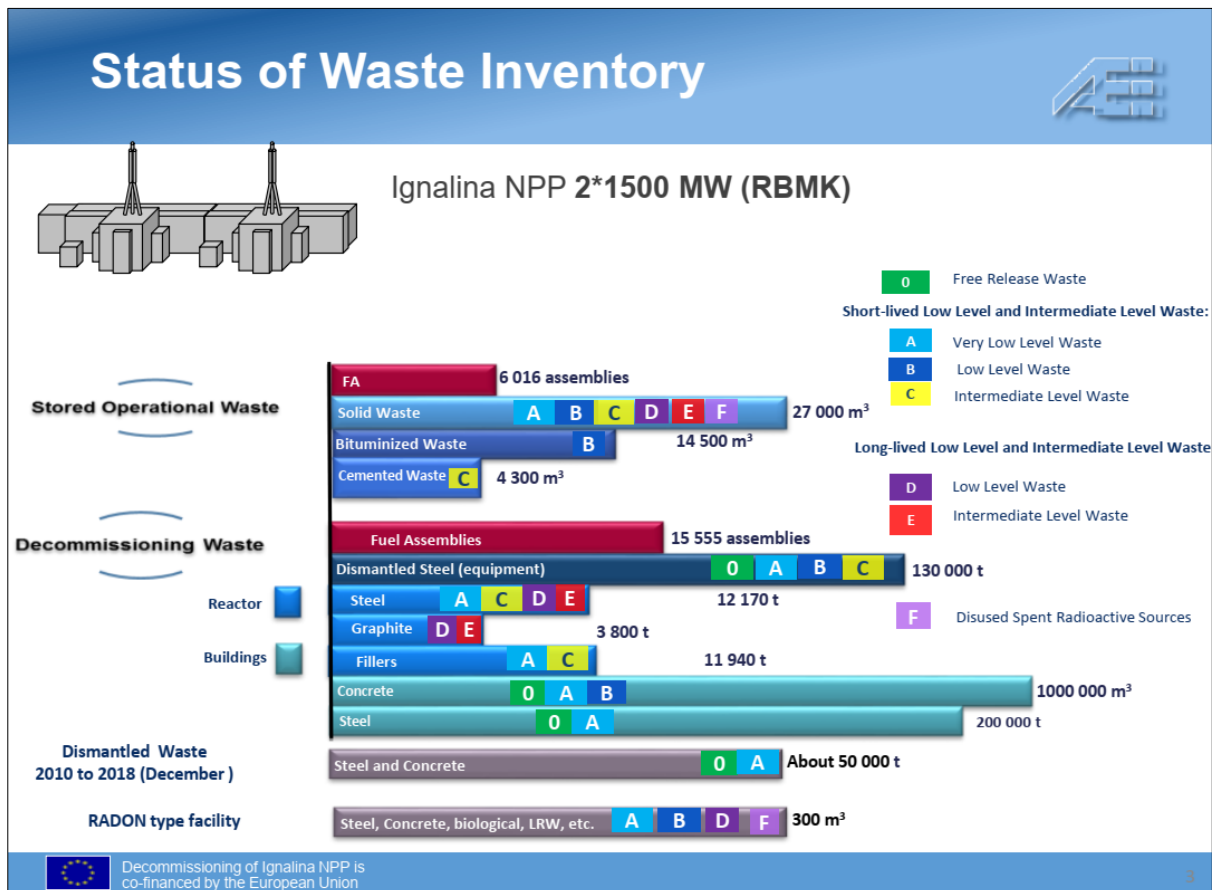 Status of Waste Inventory
Ignalina NPP 2*1500 MW (RBMK)
0 Free Release Waste
Short-lived Low Level and Intermediate Level Waste:
A Very Low Level Waste
B Low Level Waste
C Intermediate Level Waste
Long-lived Low Level and Intermediate Level Waste
D Low Level Waste
E Intermediate Level Waste
F Disused Spent Radioactive Sources
Stored Operational Waste
FA 6 016 assemblies
Solid Waste A B C D E F 27 000 m³
Bituminized Waste B 14 500 m³
Cemented Waste C 4 300 m³
Decommissioning Waste
Fuel Assemblies 15 555 assemblies
Dismantled Steel (equipment) 0 A B C 130 000 t
Reactor
Steel A C D E 12 170 t
Graphite D E 3 800 t
Buildings
Fillers A C 11 940 t
Concrete 0 A B 1000 000 m³
Steel 0 A 200 000 t
Dismantled Waste
2010 to 2018 (December )
Steel and Concrete 0 A About 50 000 t
RADON type facility
Steel, Concrete, biological, LRW, etc. A B D F 300 m³
Decommissioning of Ignalina NPP is
co-financed by the European Union
3